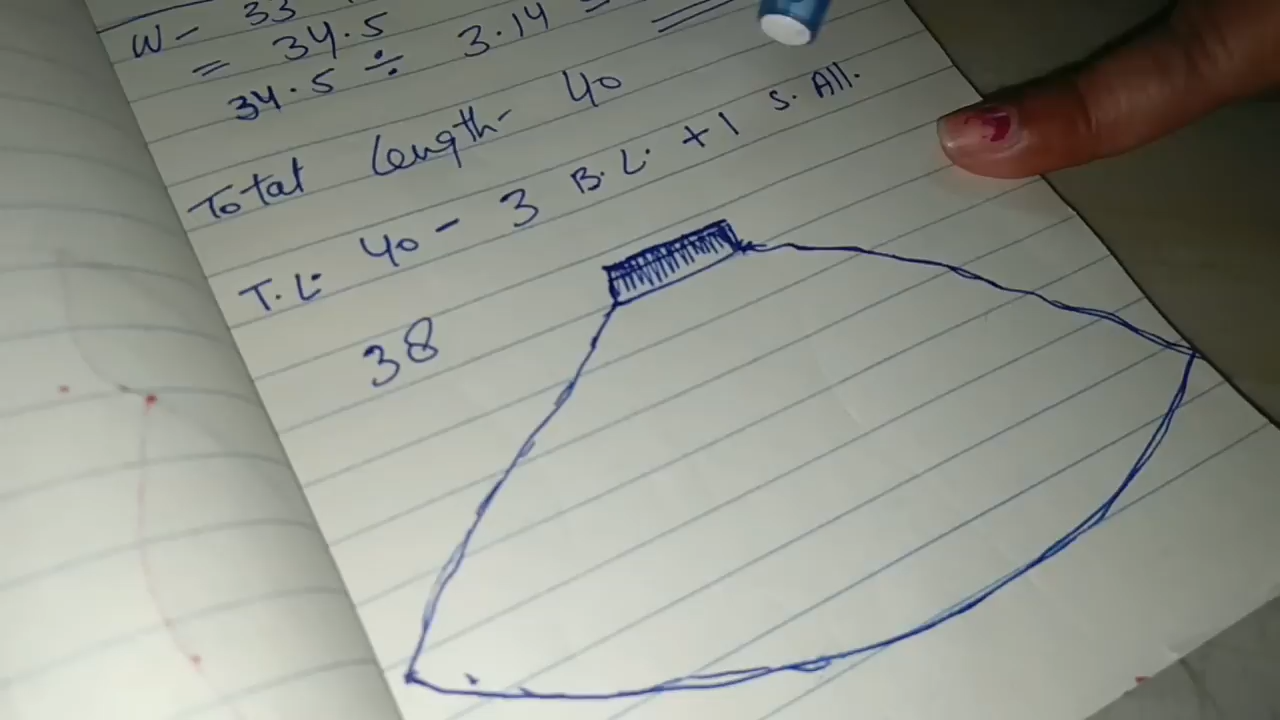 W - 33
= 34.5
34.5 ÷ 3.14 =
Total Length - 40
T.L. 40 - 3 B.L. + 1 S. All.
38